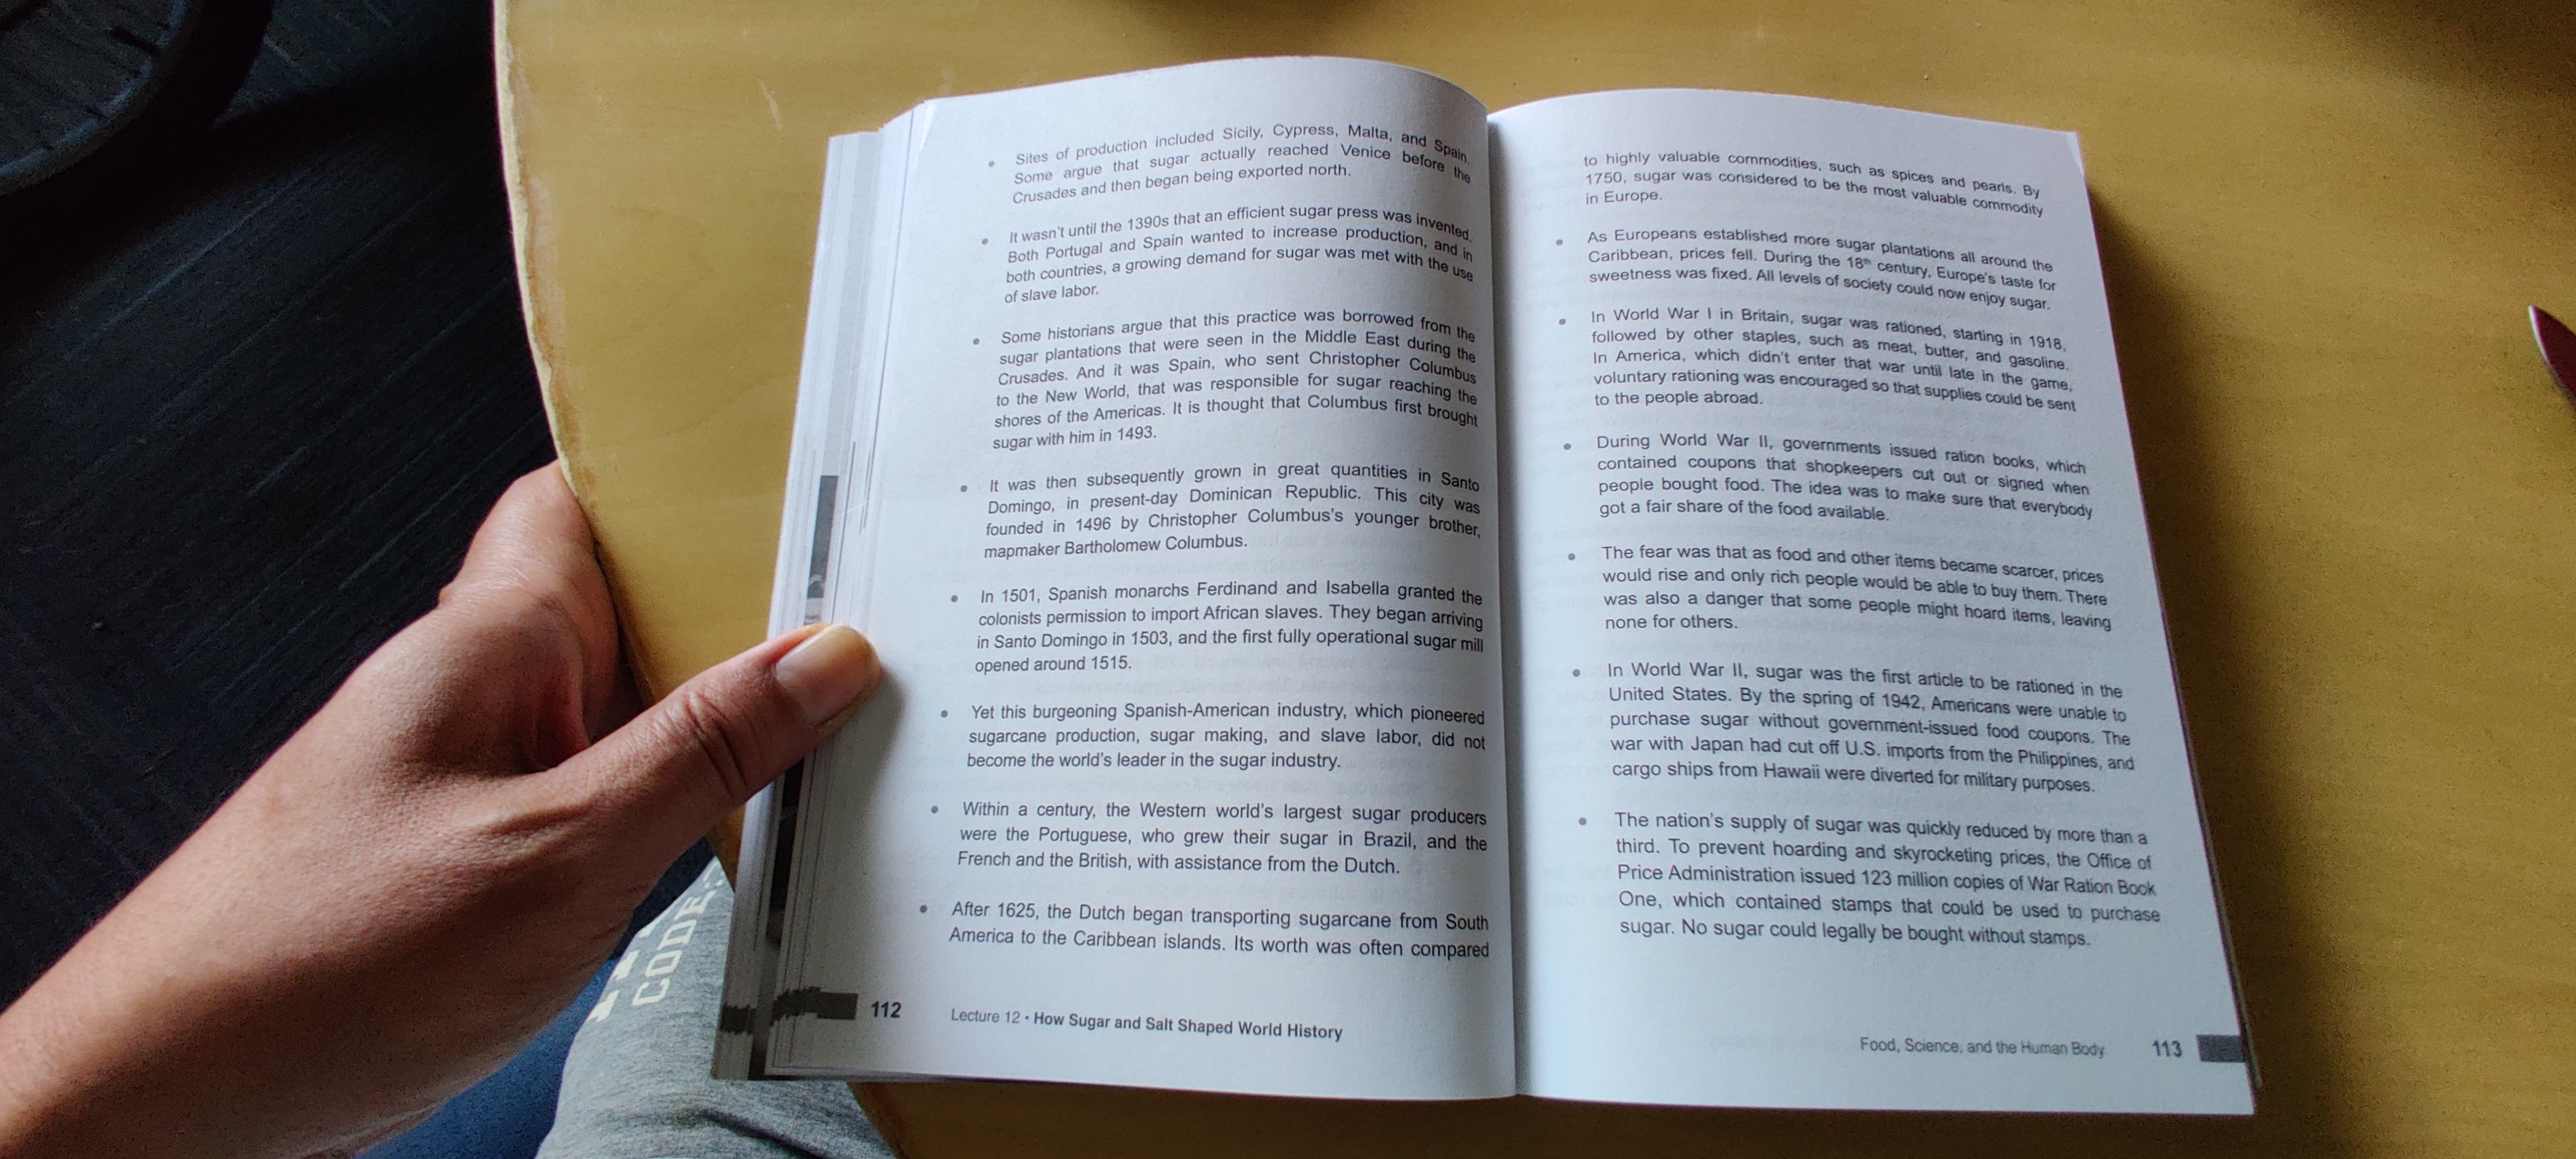 Sites of production included Sicily, Cypress, Malta, and Spain.
Some argue that sugar actually reached Venice before the
Crusades and then began being exported north.
It wasn't until the 1390s that an efficient sugar press was invented.
Both Portugal and Spain wanted to increase production, and in
both countries, a growing demand for sugar was met with the use
of slave labor.
Some historians argue that this practice was borrowed from the
sugar plantations that were seen in the Middle East during the
Crusades. And it was Spain, who sent Christopher Columbus
to the New World, that was responsible for sugar reaching the
shores of the Americas. It is thought that Columbus first brought
sugar with him in 1493.
It was then subsequently grown in great quantities in Santo
Domingo, in present-day Dominican Republic. This city was
founded in 1496 by Christopher Columbus's younger brother,
mapmaker Bartholomew Columbus.
In 1501, Spanish monarchs Ferdinand and Isabella granted the
colonists permission to import African slaves. They began arriving
in Santo Domingo in 1503, and the first fully operational sugar mill
opened around 1515.
Yet this burgeoning Spanish-American industry, which pioneered
sugarcane production, sugar making, and slave labor, did not
become the world's leader in the sugar industry.
Within a century, the Western world's largest sugar producers
were the Portuguese, who grew their sugar in Brazil, and the
French and the British, with assistance from the Dutch.
After 1625, the Dutch began transporting sugarcane from South
America to the Caribbean islands. Its worth was often compared
112 Lecture 12 • How Sugar and Salt Shaped World History
to highly valuable commodities, such as spices and pearls. By
1750, sugar was considered to be the most valuable commodity
in Europe.
As Europeans established more sugar plantations all around the
Caribbean, prices fell. During the 18th century, Europe's taste for
sweetness was fixed. All levels of society could now enjoy sugar.
In World War I in Britain, sugar was rationed, starting in 1918,
followed by other staples, such as meat, butter, and gasoline.
In America, which didn't enter that war until late in the game,
voluntary rationing was encouraged so that supplies could be sent
to the people abroad.
During World War II, governments issued ration books, which
contained coupons that shopkeepers cut out or signed when
people bought food. The idea was to make sure that everybody
got a fair share of the food available.
The fear was that as food and other items became scarcer, prices
would rise and only rich people would be able to buy them. There
was also a danger that some people might hoard items, leaving
none for others.
In World War II, sugar was the first article to be rationed in the
United States. By the spring of 1942, Americans were unable to
purchase sugar without government-issued food coupons. The
war with Japan had cut off U.S. imports from the Philippines, and
cargo ships from Hawaii were diverted for military purposes.
The nation's supply of sugar was quickly reduced by more than a
third. To prevent hoarding and skyrocketing prices, the Office of
Price Administration issued 123 million copies of War Ration Book
One, which contained stamps that could be used to purchase
sugar. No sugar could legally be bought without stamps.
Food, Science, and the Human Body 113